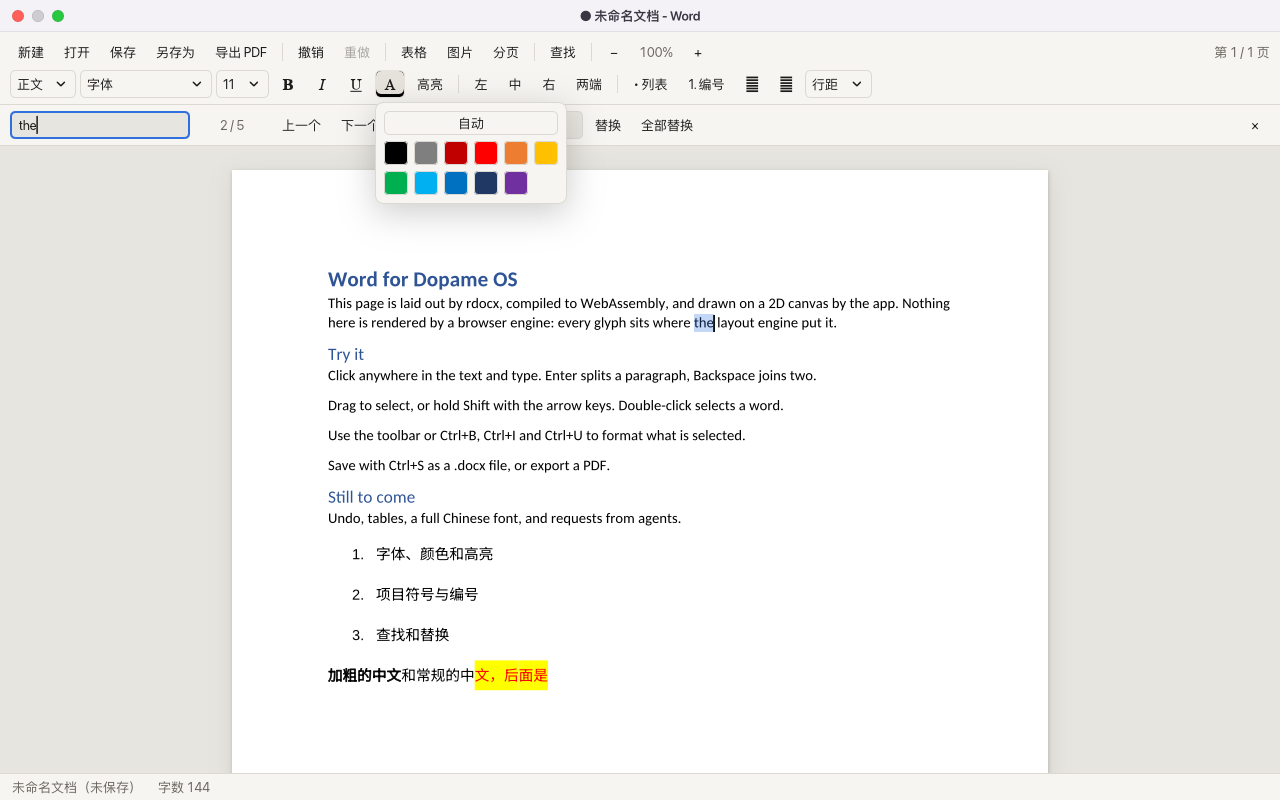 ● 未命名文档 - Word
新建 打开 保存 另存为 导出 PDF 撤销 重做 表格 图片 分页 查找 − 100% + 第 1 / 1 页
正文 字体 11 B I U A 高亮 左 中 右 两端 • 列表 1. 编号 行距
the 2 / 5 上一个 下一个 替换 全部替换 ×
自动
Word for Dopame OS
This page is laid out by rdocx, compiled to WebAssembly, and drawn on a 2D canvas by the app. Nothing
here is rendered by a browser engine: every glyph sits where the layout engine put it.
Try it
Click anywhere in the text and type. Enter splits a paragraph, Backspace joins two.
Drag to select, or hold Shift with the arrow keys. Double-click selects a word.
Use the toolbar or Ctrl+B, Ctrl+I and Ctrl+U to format what is selected.
Save with Ctrl+S as a .docx file, or export a PDF.
Still to come
Undo, tables, a full Chinese font, and requests from agents.
1. 字体、颜色和高亮
2. 项目符号与编号
3. 查找和替换
加粗的中文和常规的中文，后面是
未命名文档（未保存） 字数 144